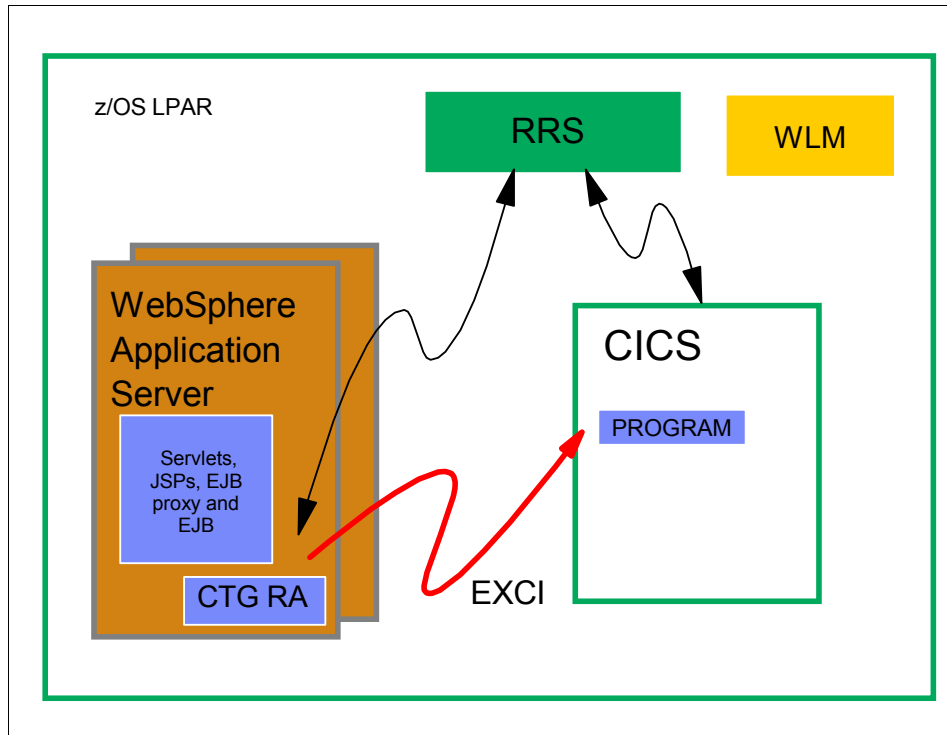 z/OS LPAR
RRS
WLM
WebSphere
Application
Server
Servlets,
JSPs, EJB
proxy and
EJB
CTG RA
CICS
PROGRAM
EXCI